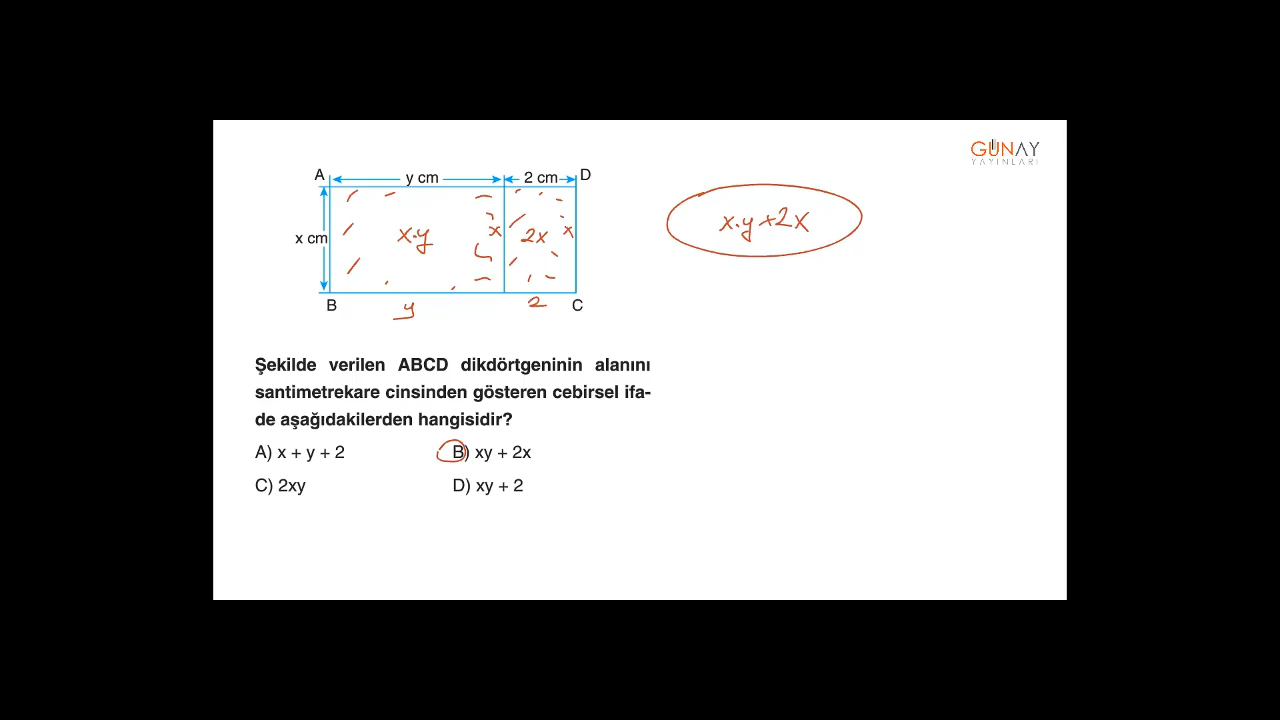 GÜNAY
YAYINLARI
A y cm 2 cm D
x cm x.y x 2x x
B y 2 C
x.y+2x
Şekilde verilen ABCD dikdörtgeninin alanını
santimetrekare cinsinden gösteren cebirsel ifa-
de aşağıdakilerden hangisidir?
A) x + y + 2 B) xy + 2x
C) 2xy D) xy + 2